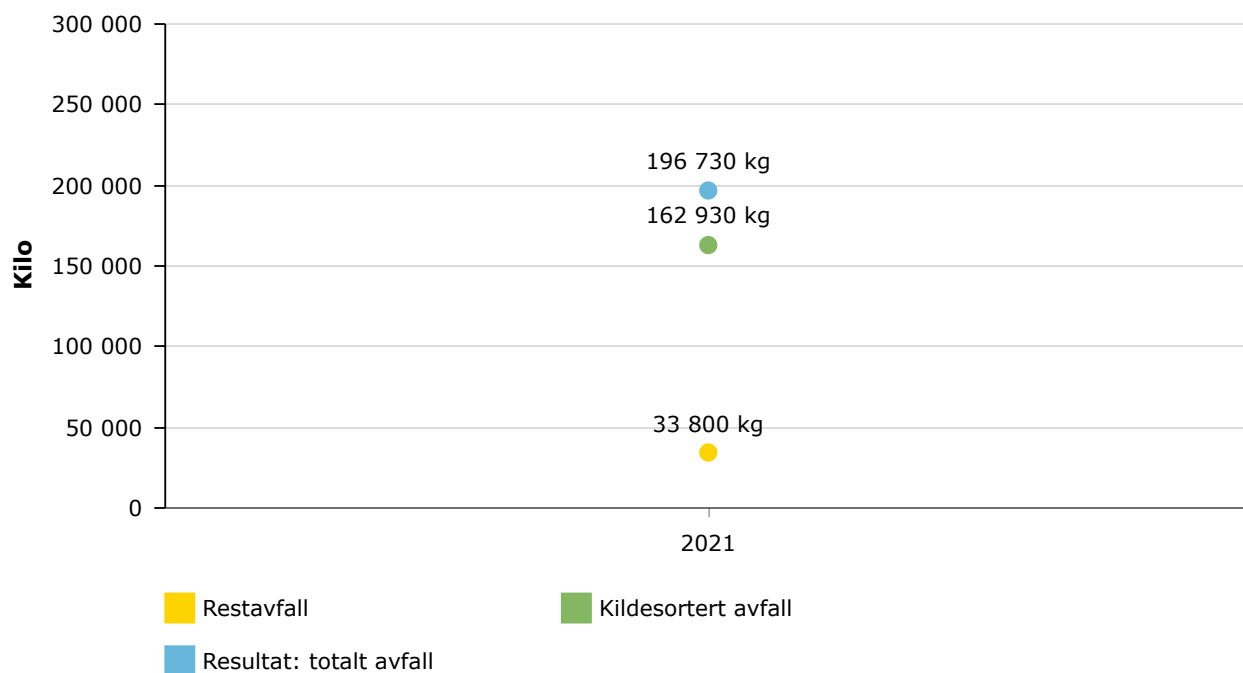 300 000
250 000
196 730 kg
200 000
162 930 kg
150 000
100 000
50 000
33 800 kg
0
Kilo
2021
Restavfall
Kildesortert avfall
Resultat: totalt avfall